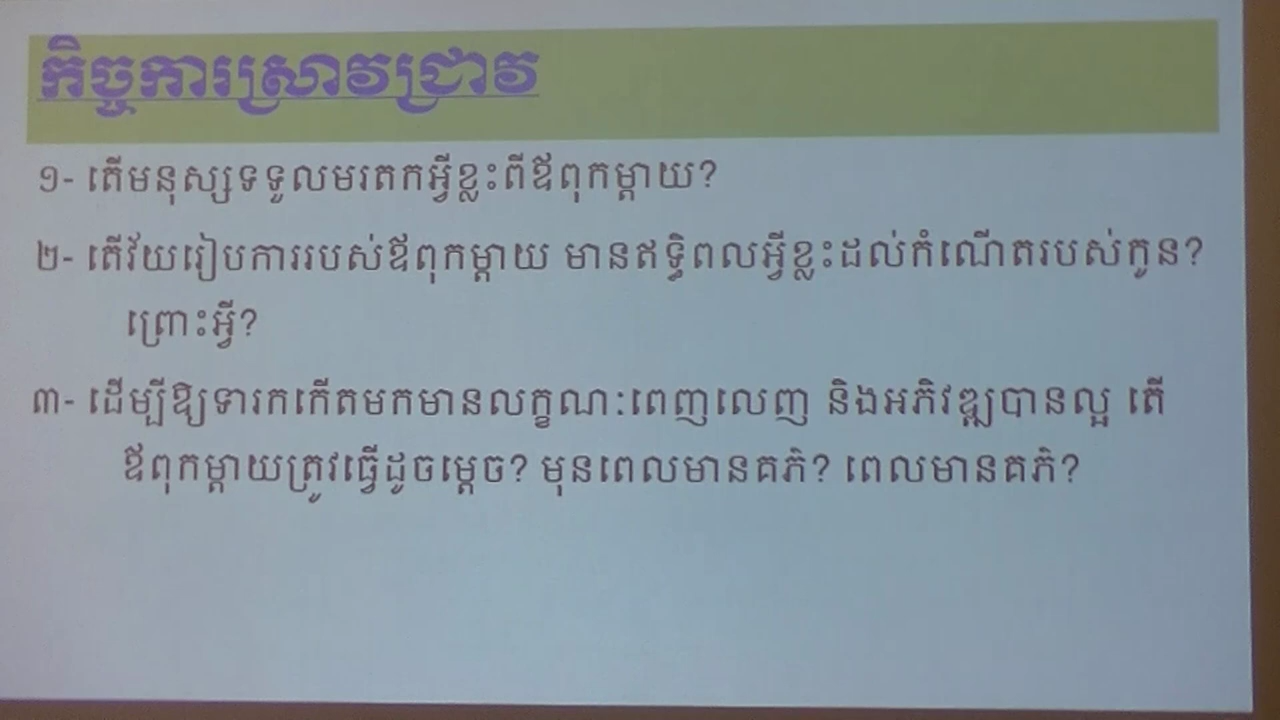 កិច្ចការស្រាវជ្រាវ
១- តើមនុស្សទទួលមរតកអ្វីខ្លះពីឪពុកម្ដាយ?
២- តើវ័យរៀបការរបស់ឪពុកម្ដាយ មានឥទ្ធិពលអ្វីខ្លះដល់កំណើតរបស់កូន?
ព្រោះអ្វី?
៣- ដើម្បីឱ្យទារកកើតមកមានលក្ខណៈពេញលេញ និងអភិវឌ្ឍបានល្អ តើ
ឪពុកម្ដាយត្រូវធ្វើដូចម្ដេច? មុនពេលមានគភ៌? ពេលមានគភ៌?